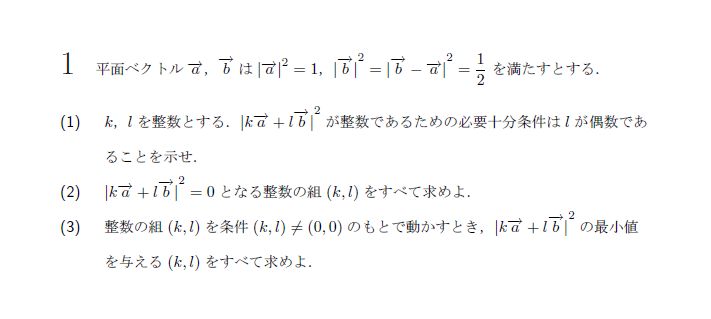 1 平面ベクトル $\overrightarrow{a}$, $\overrightarrow{b}$ は $|\overrightarrow{a}|^2 = 1$, $|\overrightarrow{b}|^2 = |\overrightarrow{b} - \overrightarrow{a}|^2 = \frac{1}{2}$ を満たすとする.
(1) $k$, $l$ を整数とする. $|k\overrightarrow{a} + l\overrightarrow{b}|^2$ が整数であるための必要十分条件は $l$ が偶数であ
ることを示せ.
(2) $|k\overrightarrow{a} + l\overrightarrow{b}|^2 = 0$ となる整数の組 $(k, l)$ をすべて求めよ.
(3) 整数の組 $(k, l)$ を条件 $(k, l) \neq (0, 0)$ のもとで動かすとき, $|k\overrightarrow{a} + l\overrightarrow{b}|^2$ の最小値
を与える $(k, l)$ をすべて求めよ.